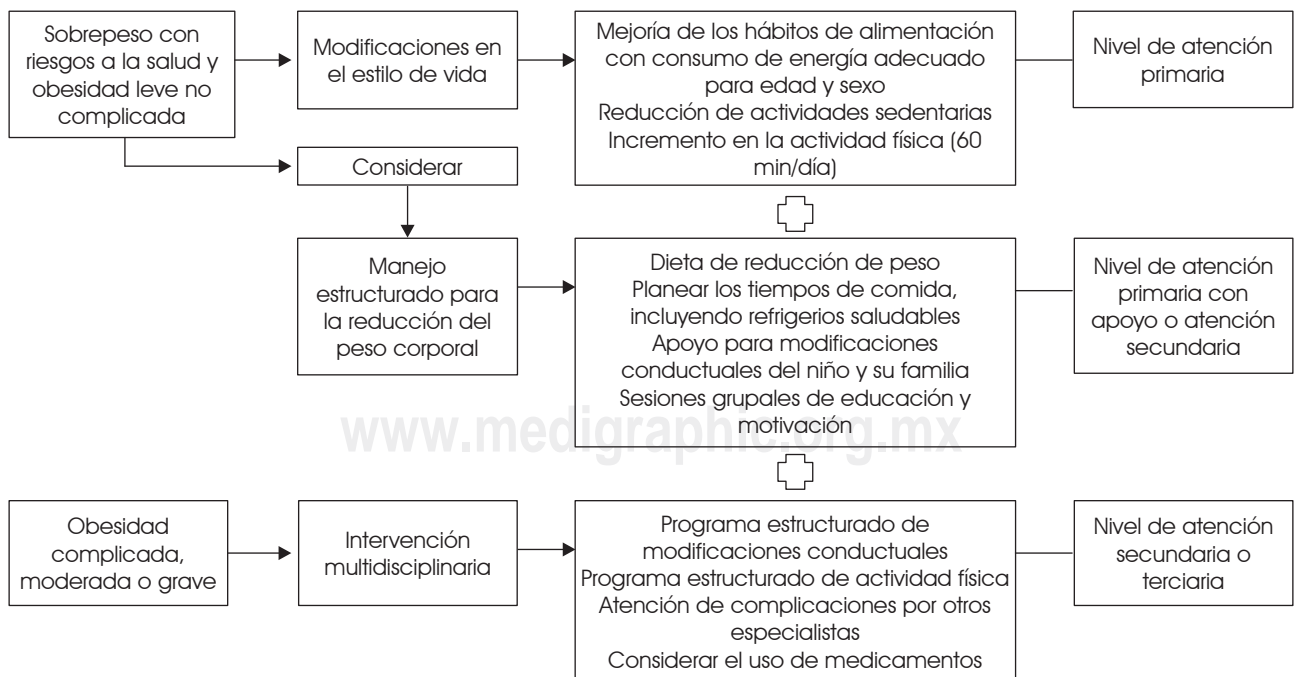 Sobrepeso con
riesgos a la salud y
obesidad leve no
complicada
Modificaciones en
el estilo de vida
Mejoría de los hábitos de alimentación
con consumo de energía adecuado
para edad y sexo
Reducción de actividades sedentarias
Incremento en la actividad física (60
min/día)
Nivel de atención
primaria
Considerar
Manejo
estructurado para
la reducción del
peso corporal
Dieta de reducción de peso
Planear los tiempos de comida,
incluyendo refrigerios saludables
Apoyo para modificaciones
conductuales del niño y su familia
Sesiones grupales de educación y
motivación
Nivel de atención
primaria con
apoyo o atención
secundaria
www.medigraphic.org.mx
Obesidad
complicada,
moderada o grave
Intervención
multidisciplinaria
Programa estructurado de
modificaciones conductuales
Programa estructurado de actividad física
Atención de complicaciones por otros
especialistas
Considerar el uso de medicamentos
Nivel de atención
secundaria o
terciaria